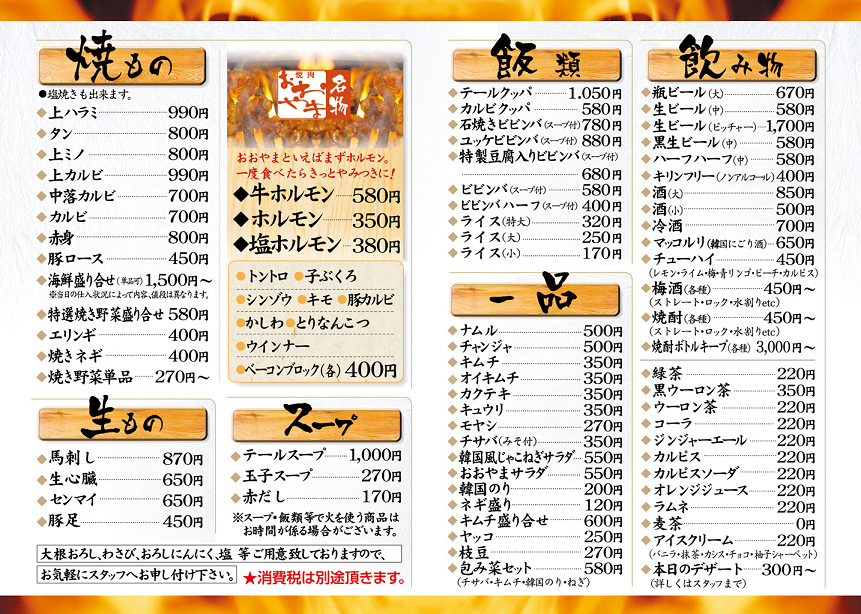 焼もの
●塩焼きも出来ます。
◆上ハラミ 990円
◆タン 800円
◆上ミノ 800円
◆上カルビ 990円
◆中落カルビ 700円
◆カルビ 700円
◆赤身 800円
◆豚ロース 450円
◆海鮮盛り合せ(単品可) 1,500円～
※当日の仕入れ状況によって内容、値段は異なります。
◆特選焼き野菜盛り合せ 580円
◆エリンギ 400円
◆焼きネギ 400円
◆焼き野菜単品 270円～
焼肉
おおやま
名物
おおやまといえばまずホルモン。
一度食べたらきっとやみつきに!
◆牛ホルモン 580円
◆ホルモン 350円
◆塩ホルモン 380円
●トントロ ●子ぶくろ
●シンゾウ ●キモ ●豚カルビ
●かしわ ●とりなんこつ
●ウインナー
●ベーコンブロック(各) 400円
生もの
◆馬刺し 870円
◆生心臓 650円
◆センマイ 650円
◆豚足 450円
スープ
◆テールスープ 1,000円
◆玉子スープ 270円
◆赤だし 170円
※スープ・飯類等で火を使う商品は
お時間が係る場合がございます。
大根おろし、わさび、おろしにんにく、塩 等ご用意致しておりますので、
お気軽にスタッフへお申し付け下さい。
★消費税は別途頂きます。
飯類
◆テールクッパ 1.050円
◆カルビクッパ 580円
◆石焼きビビンバ(スープ付) 780円
◆ユッケビビンバ(スープ付) 880円
◆特製豆腐入りビビンバ(スープ付)
680円
◆ビビンバ(スープ付) 580円
◆ビビンバハーフ(スープ付) 400円
◆ライス(特大) 320円
◆ライス(大) 250円
◆ライス(小) 170円
一品
◆ナムル 500円
◆チャンジャ 500円
◆キムチ 350円
◆オイキムチ 350円
◆カクテキ 350円
◆キュウリ 350円
◆モヤシ 270円
◆チサバ(みそ付) 350円
◆韓国風じゃこねぎサラダ 550円
◆おおやまサラダ 550円
◆韓国のり 200円
◆ネギ盛り 120円
◆キムチ盛り合せ 600円
◆ヤッコ 250円
◆枝豆 270円
◆包み菜セット 580円
(チサバ・キムチ・韓国のり・ねぎ)
飲み物
◆瓶ビール(大) 670円
◆生ビール(中) 580円
◆生ビール(ピッチャー) 1,700円
◆黒生ビール(中) 580円
◆ハーフハーフ(中) 580円
◆キリンフリー(ノンアルコール) 400円
◆酒(大) 850円
◆酒(小) 500円
◆冷酒 700円
◆マッコルリ(韓国にごり酒) 650円
◆チューハイ 450円
(レモン・ライム・梅・青リンゴ・ピーチ・カルピス)
◆梅酒(各種) 450円～
(ストレート・ロック・水割りetc)
◆焼酎(各種) 450円～
(ストレート・ロック・水割りetc)
◆焼酎ボトルキープ(各種) 3,000円～
◆緑茶 220円
◆黒ウーロン茶 350円
◆ウーロン茶 220円
◆コーラ 220円
◆ジンジャーエール 220円
◆カルピス 220円
◆カルピスソーダ 220円
◆オレンジジュース 220円
◆ラムネ 220円
◆麦茶 0円
◆アイスクリーム 220円
(バニラ・抹茶・カシス・チョコ・柚子シャーベット)
◆本日のデザート 300円～
(詳しくはスタッフまで)